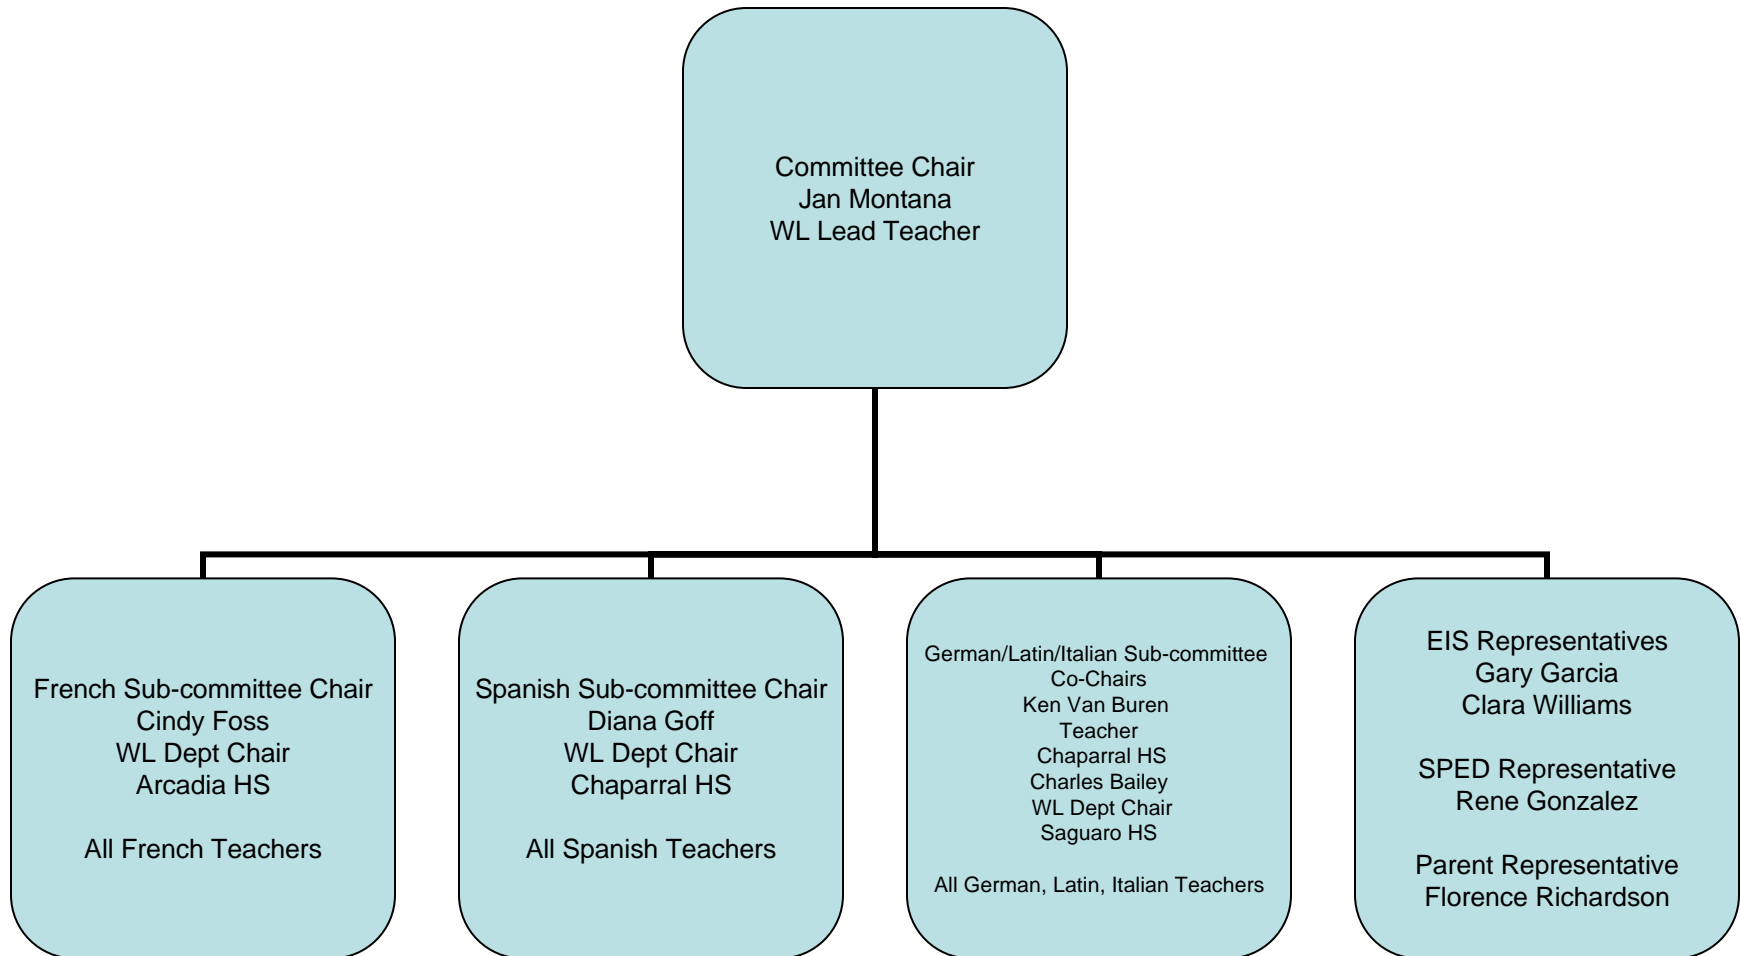 Committee Chair
Jan Montana
WL Lead Teacher
French Sub-committee Chair
Cindy Foss
WL Dept Chair
Arcadia HS
All French Teachers
Spanish Sub-committee Chair
Diana Goff
WL Dept Chair
Chaparral HS
All Spanish Teachers
German/Latin/Italian Sub-committee
Co-Chairs
Ken Van Buren
Teacher
Chaparral HS
Charles Bailey
WL Dept Chair
Saguaro HS
All German, Latin, Italian Teachers
EIS Representatives
Gary Garcia
Clara Williams
SPED Representative
Rene Gonzalez
Parent Representative
Florence Richardson